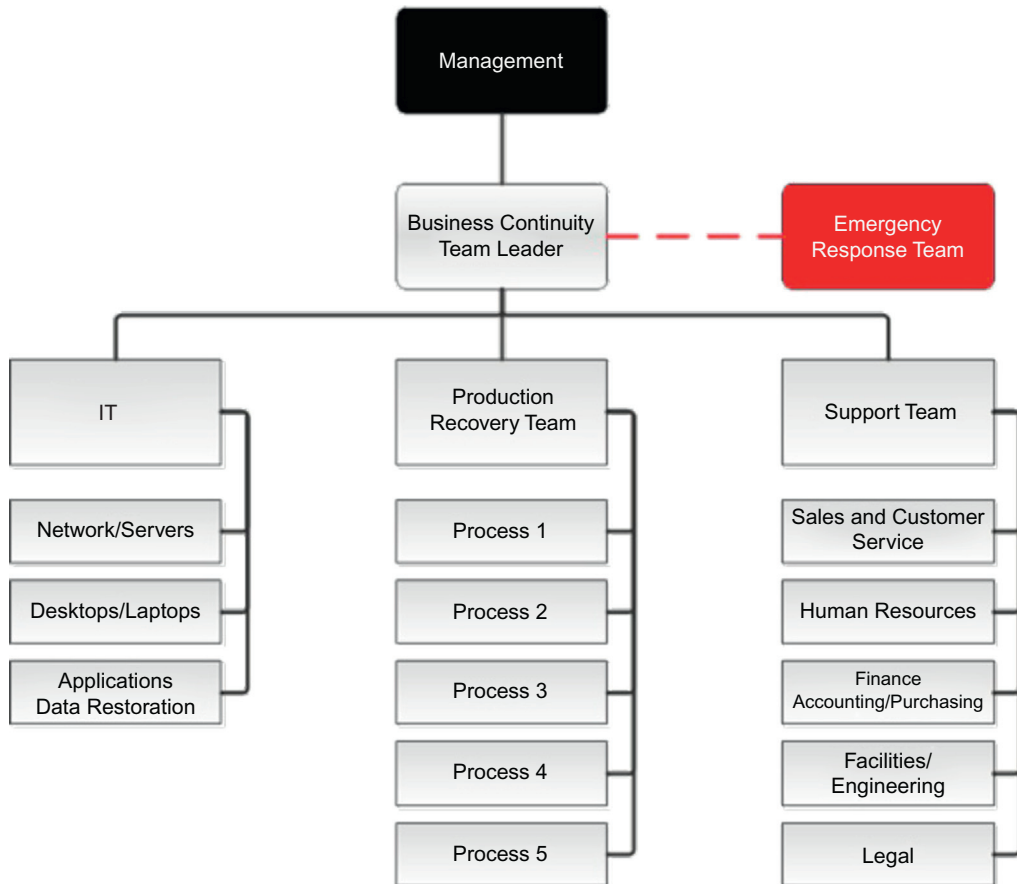 Management
Business Continuity
Team Leader
Emergency
Response Team
IT
Production
Recovery Team
Support Team
Network/Servers
Process 1
Sales and Customer
Service
Desktops/Laptops
Process 2
Human Resources
Applications
Data Restoration
Process 3
Finance
Accounting/Purchasing
Process 4
Facilities/
Engineering
Process 5
Legal